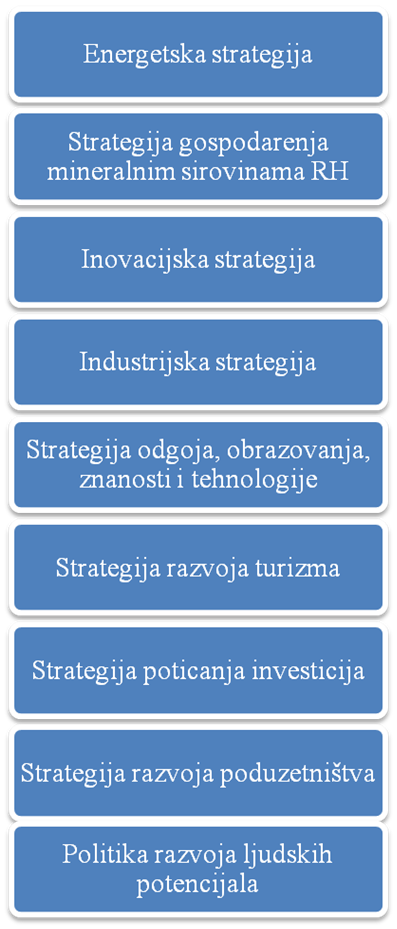 Energetska strategija
Strategija gospodarenja
mineralnim sirovinama RH
Inovacijska strategija
Industrijska strategija
Strategija odgoja, obrazovanja,
znanosti i tehnologije
Strategija razvoja turizma
Strategija poticanja investicija
Strategija razvoja poduzetništva
Politika razvoja ljudskih
potencijala